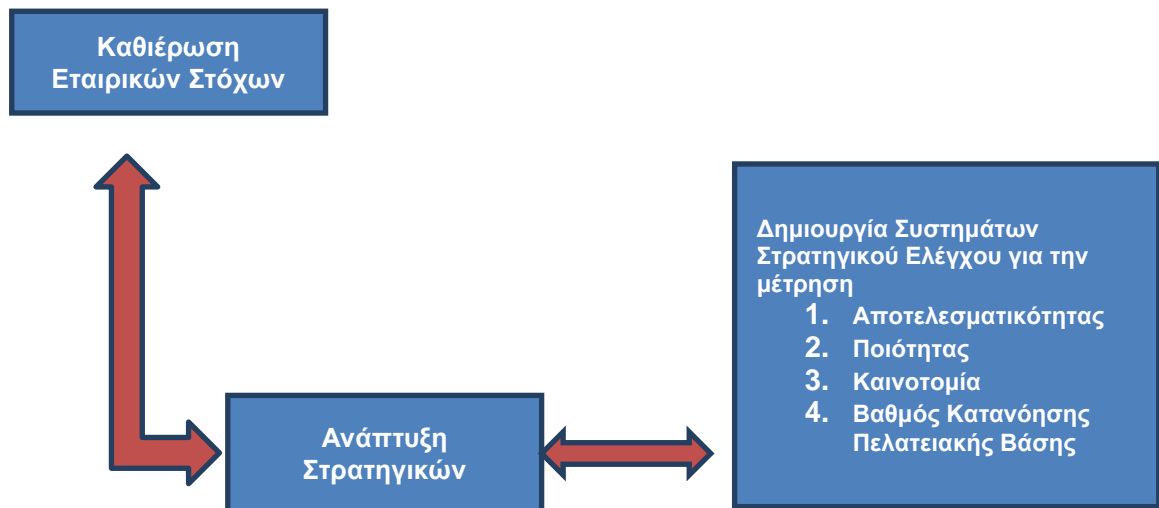 Καθιέρωση
Εταιρικών Στόχων
Δημιουργία Συστημάτων
Στρατηγικού Ελέγχου για την
μέτρηση
1. Αποτελεσματικότητας
2. Ποιότητας
3. Καινοτομία
4. Βαθμός Κατανόησης
Πελατειακής Βάσης
Ανάπτυξη
Στρατηγικών